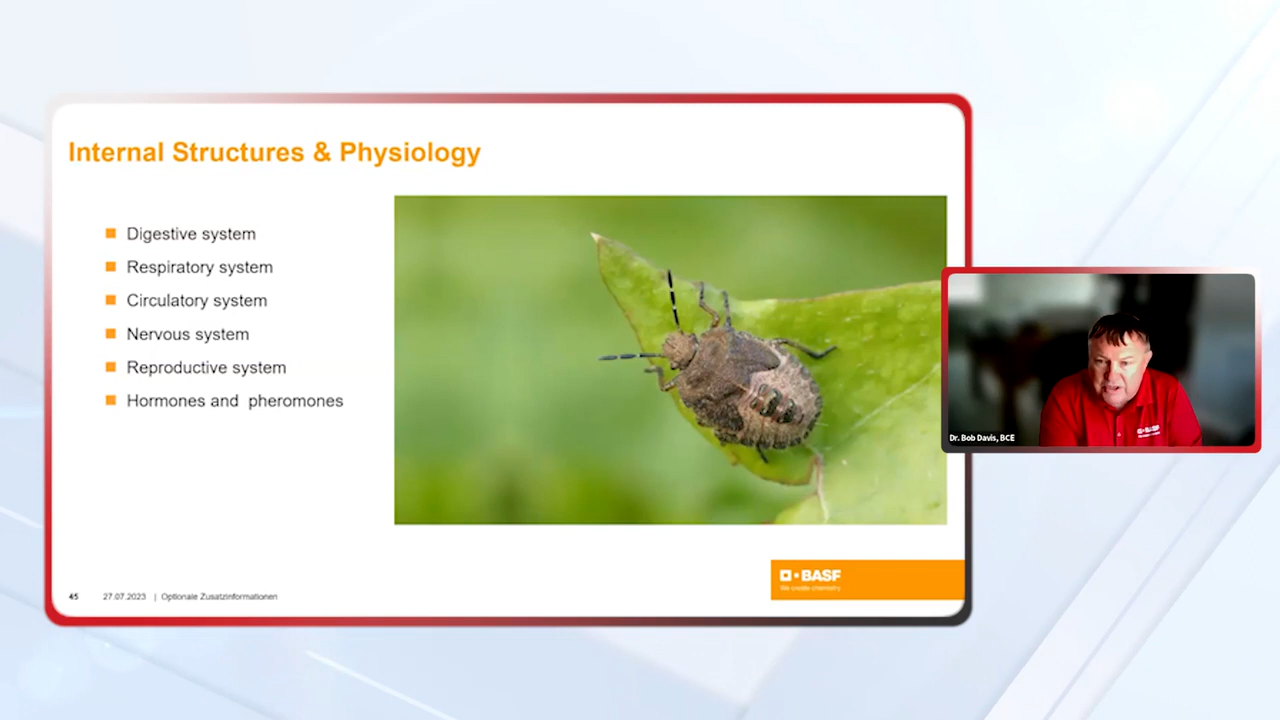 Internal Structures & Physiology
Digestive system
Respiratory system
Circulatory system
Nervous system
Reproductive system
Hormones and pheromones
45 27.07.2023 | Optionale Zusatzinformationen
BASF
We create chemistry
BASF
Dr. Bob Davis, BCE